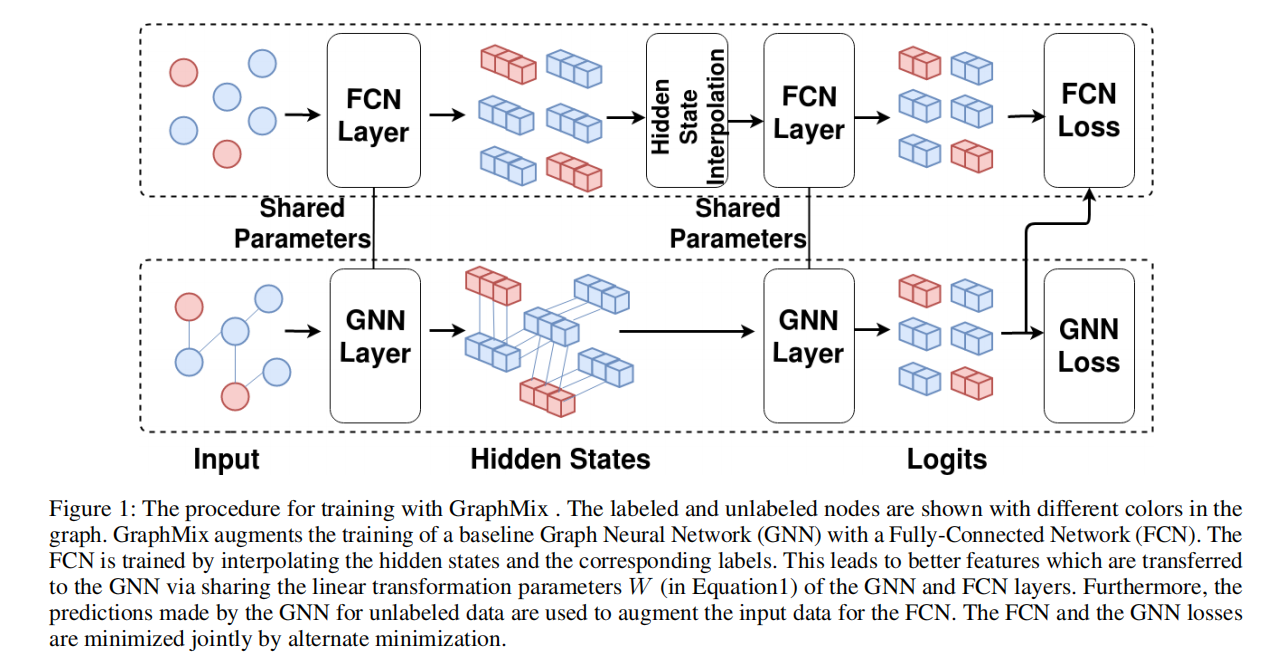 FCN
Layer
Hidden
State
Interpolation
FCN
Layer
FCN
Loss
Shared
Parameters
Shared
Parameters
GNN
Layer
GNN
Layer
GNN
Loss
Input
Hidden States
Logits
Figure 1: The procedure for training with GraphMix . The labeled and unlabeled nodes are shown with different colors in the
graph. GraphMix augments the training of a baseline Graph Neural Network (GNN) with a Fully-Connected Network (FCN). The
FCN is trained by interpolating the hidden states and the corresponding labels. This leads to better features which are transferred
to the GNN via sharing the linear transformation parameters W (in Equation1) of the GNN and FCN layers. Furthermore, the
predictions made by the GNN for unlabeled data are used to augment the input data for the FCN. The FCN and the GNN losses
are minimized jointly by alternate minimization.